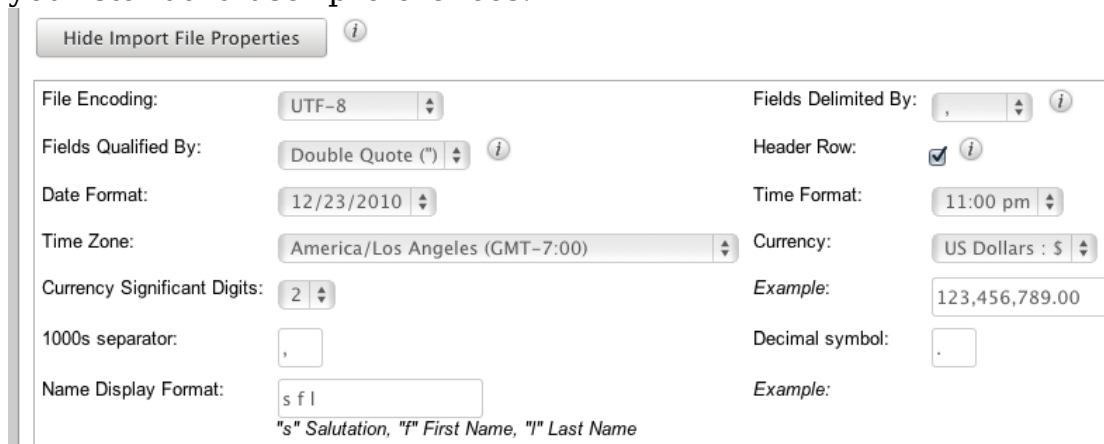 Hide Import File Properties i
File Encoding: UTF-8 Fields Delimited By: , i
Fields Qualified By: Double Quote (") i Header Row: i
Date Format: 12/23/2010 Time Format: 11:00 pm
Time Zone: America/Los Angeles (GMT-7:00) Currency: US Dollars : $
Currency Significant Digits: 2 Example: 123,456,789.00
1000s separator: , Decimal symbol: .
Name Display Format: s f l Example:
"s" Salutation, "f" First Name, "l" Last Name